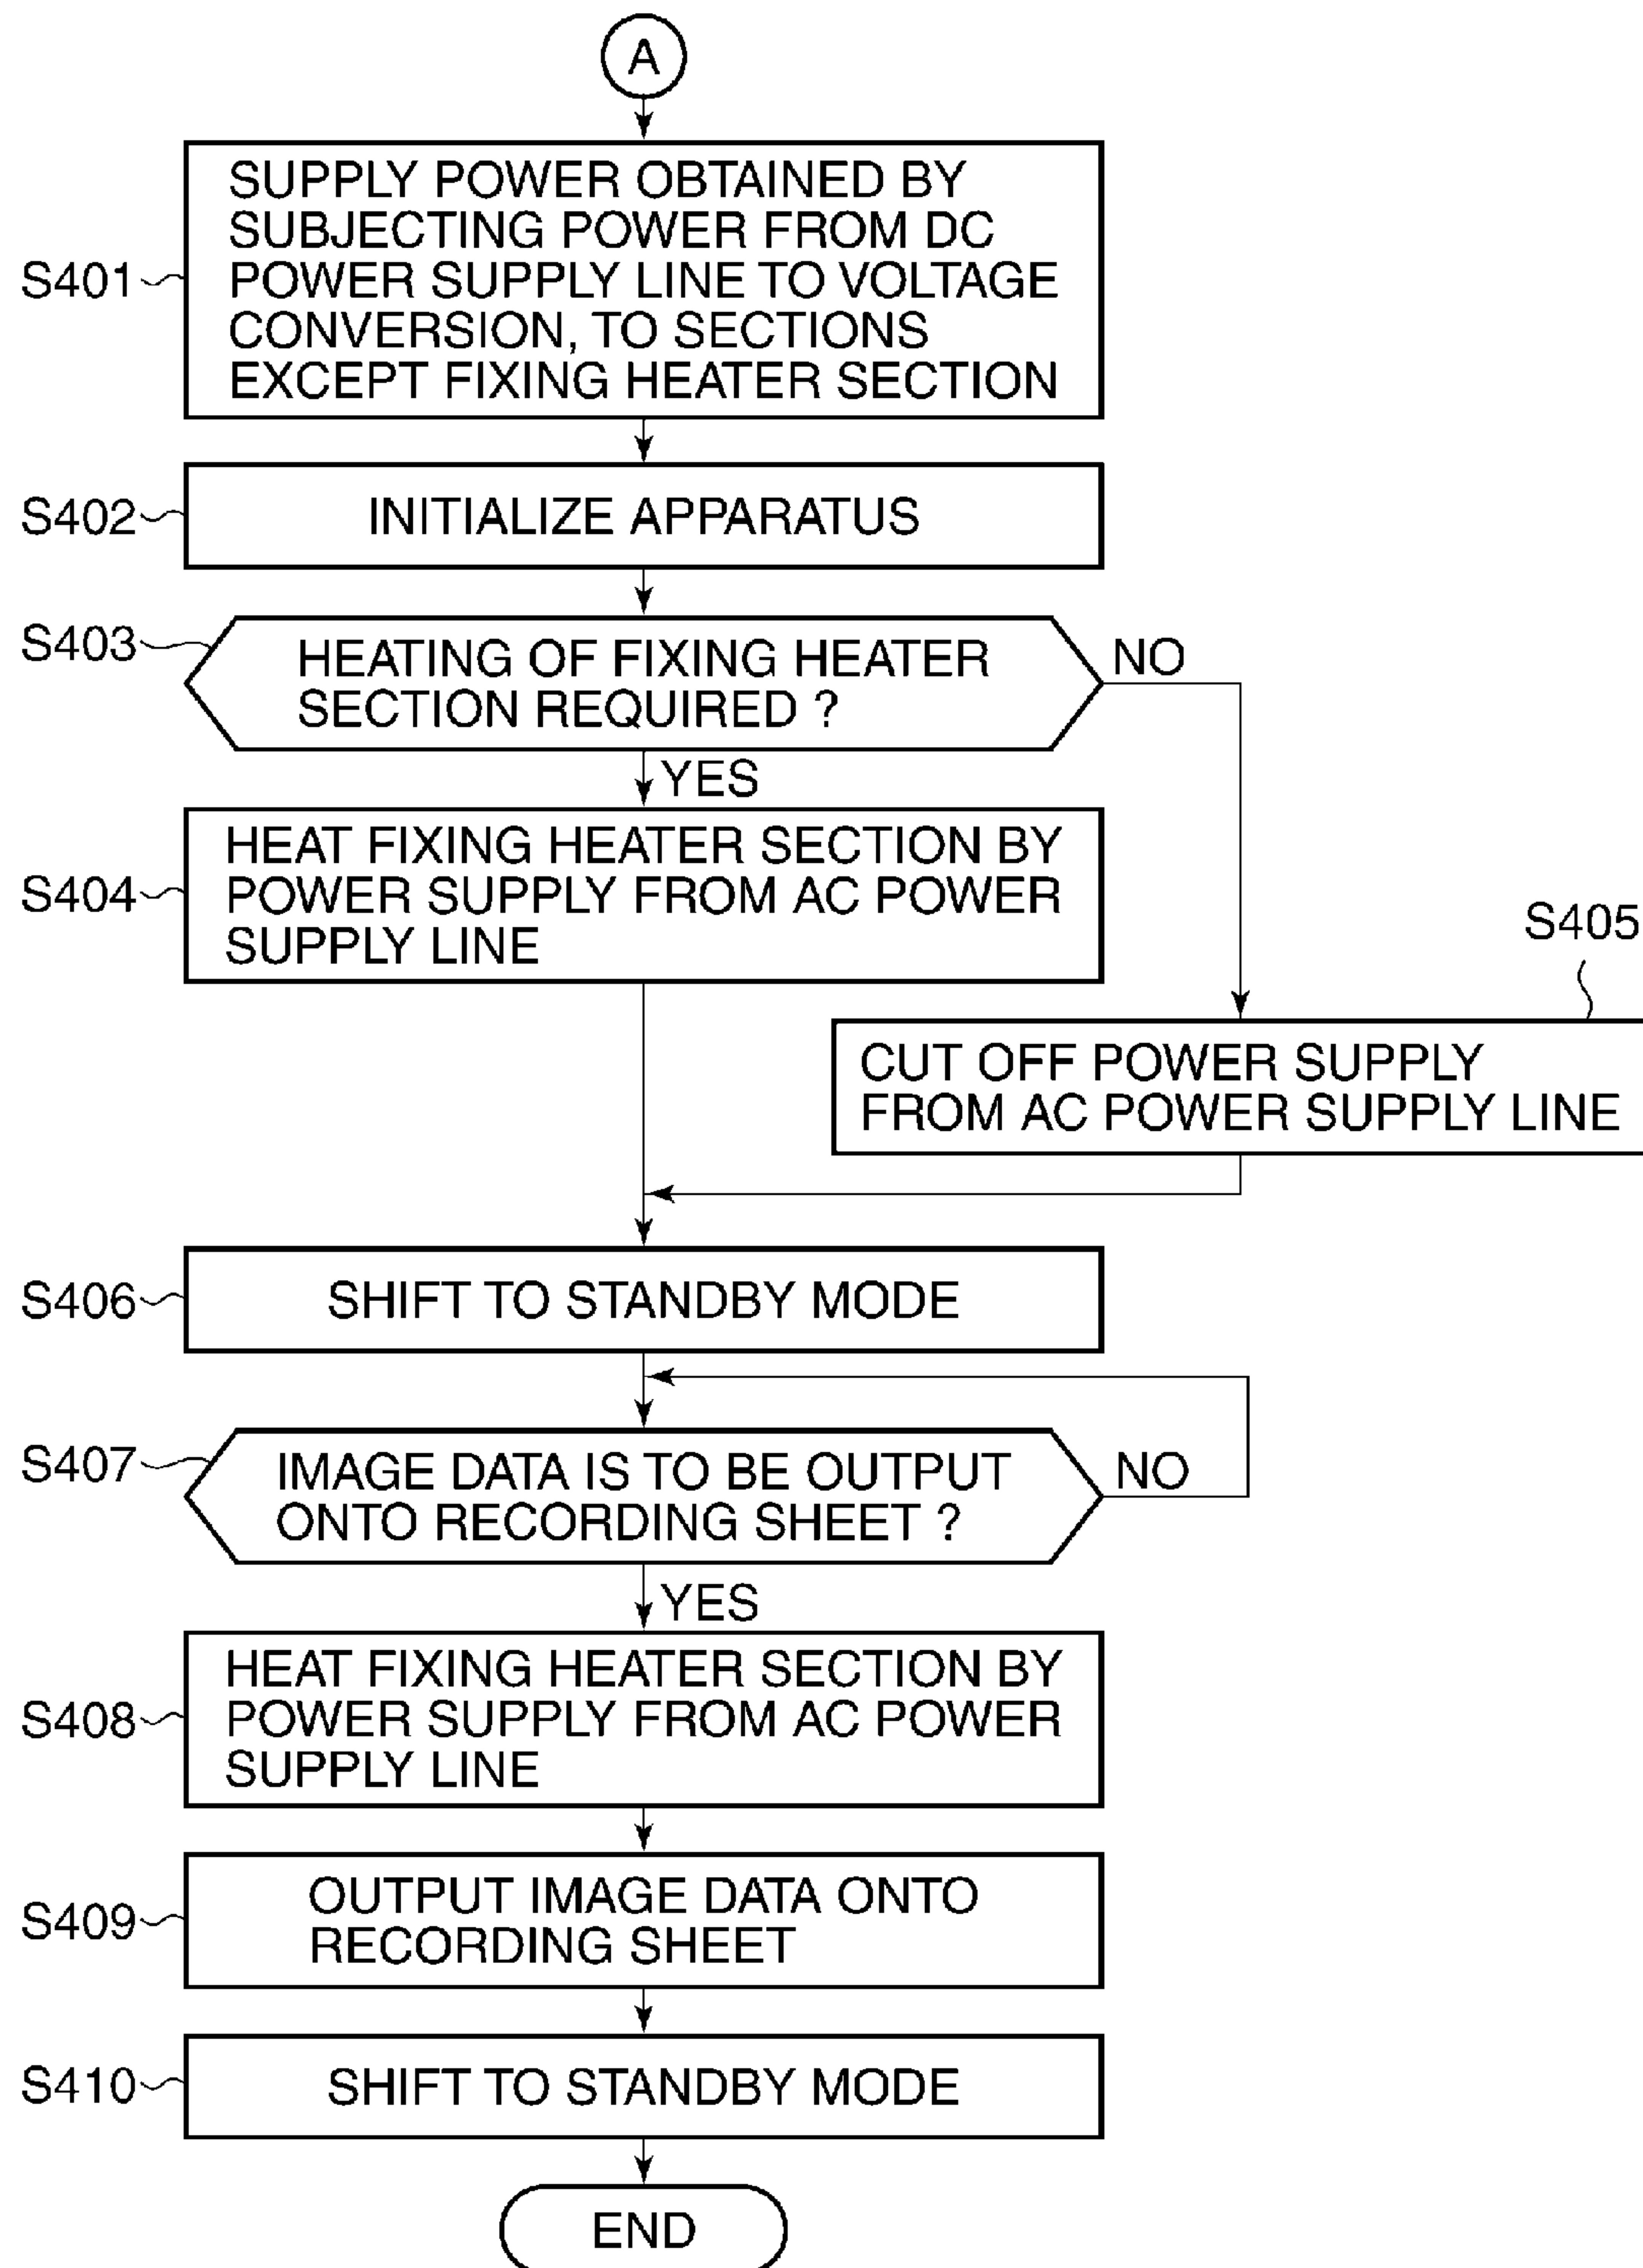 A
S401
SUPPLY POWER OBTAINED BY
SUBJECTING POWER FROM DC
POWER SUPPLY LINE TO VOLTAGE
CONVERSION, TO SECTIONS
EXCEPT FIXING HEATER SECTION
S402
INITIALIZE APPARATUS
S403
HEATING OF FIXING HEATER
SECTION REQUIRED ?
NO
YES
S404
HEAT FIXING HEATER SECTION BY
POWER SUPPLY FROM AC POWER
SUPPLY LINE
S405
CUT OFF POWER SUPPLY
FROM AC POWER SUPPLY LINE
S406
SHIFT TO STANDBY MODE
S407
IMAGE DATA IS TO BE OUTPUT
ONTO RECORDING SHEET ?
NO
YES
S408
HEAT FIXING HEATER SECTION BY
POWER SUPPLY FROM AC POWER
SUPPLY LINE
S409
OUTPUT IMAGE DATA ONTO
RECORDING SHEET
S410
SHIFT TO STANDBY MODE
END